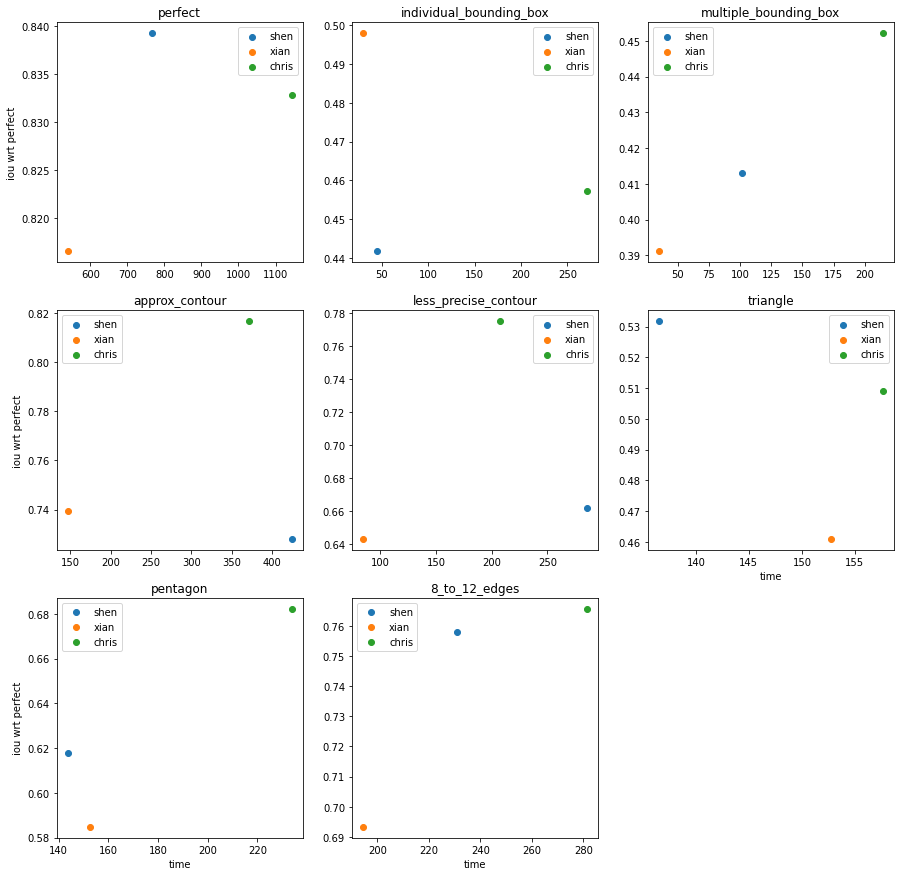 perfect
iou wrt perfect
0.840
0.835
0.830
0.825
0.820
shen
xian
chris
600 700 800 900 1000 1100
individual_bounding_box
0.50
0.49
0.48
0.47
0.46
0.45
0.44
shen
xian
chris
50 100 150 200 250
multiple_bounding_box
0.45
0.44
0.43
0.42
0.41
0.40
0.39
shen
xian
chris
50 75 100 125 150 175 200
approx_contour
iou wrt perfect
0.82
0.80
0.78
0.76
0.74
shen
xian
chris
150 200 250 300 350 400
less_precise_contour
0.78
0.76
0.74
0.72
0.70
0.68
0.66
0.64
shen
xian
chris
100 150 200 250
triangle
0.53
0.52
0.51
0.50
0.49
0.48
0.47
0.46
shen
xian
chris
140 145 150 155
time
pentagon
iou wrt perfect
0.68
0.66
0.64
0.62
0.60
0.58
shen
xian
chris
140 160 180 200 220
time
8_to_12_edges
0.76
0.75
0.74
0.73
0.72
0.71
0.70
0.69
shen
xian
chris
200 220 240 260 280
time